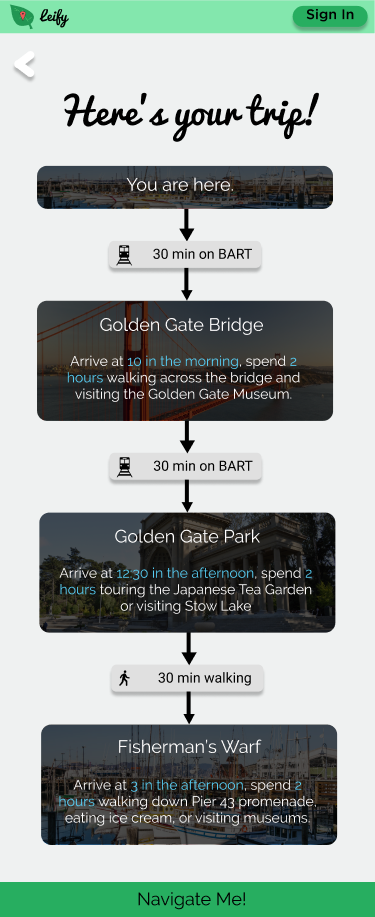 Leify
Sign In
Here's your trip!
You are here.
30 min on BART
Golden Gate Bridge
Arrive at 10 in the morning, spend 2
hours walking across the bridge and
visiting the Golden Gate Museum.
30 min on BART
Golden Gate Park
Arrive at 12:30 in the afternoon, spend 2
hours touring the Japanese Tea Garden
or visiting Stow Lake
30 min walking
Fisherman's Warf
Arrive at 3 in the afternoon, spend 2
hours walking down Pier 43 promenade,
eating ice cream, or visiting museums.
Navigate Me!